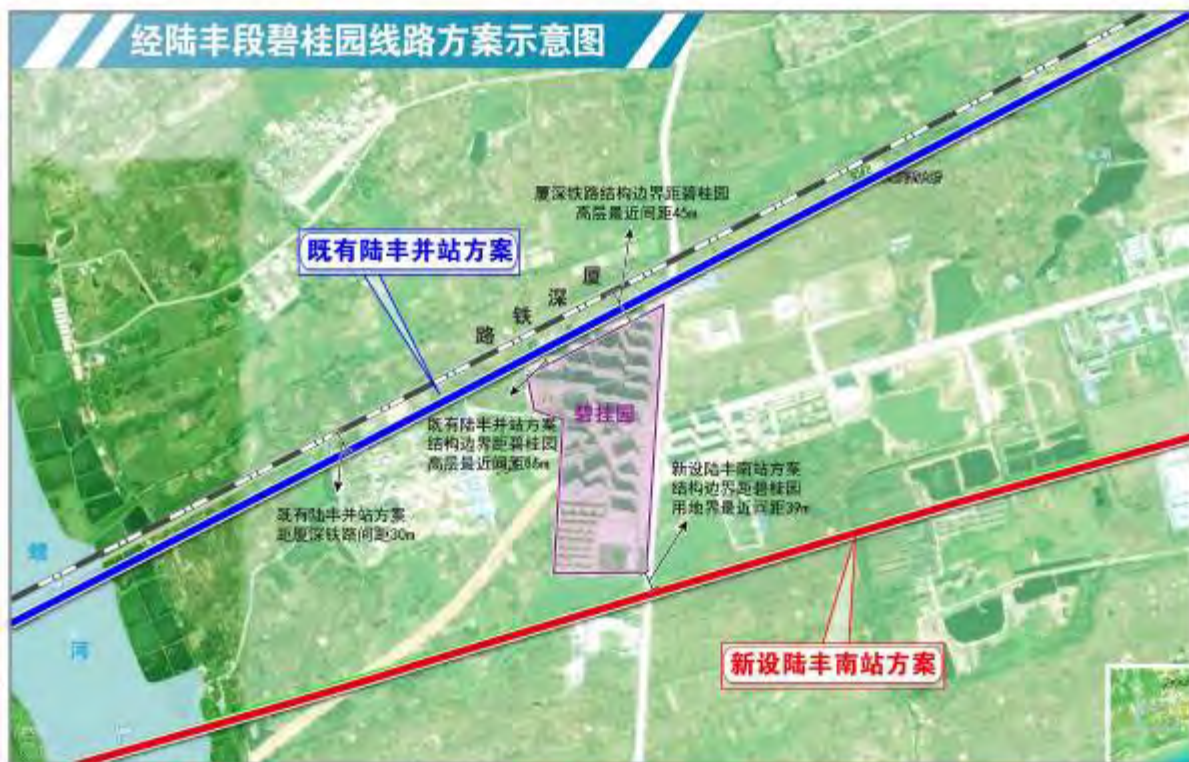 经陆丰段碧桂园线路方案示意图
厦深铁路结构边界距碧桂园
高层最近间距45m
既有陆丰并站方案
厦
深
铁
路
碧桂园
既有陆丰并站方案
结构边界距碧桂园
高层最近间距86m
新设陆丰南站方案
结构边界距碧桂园
用地界最近间距39m
既有陆丰并站方案
距厦深铁路间距30m
螺
河
新设陆丰南站方案